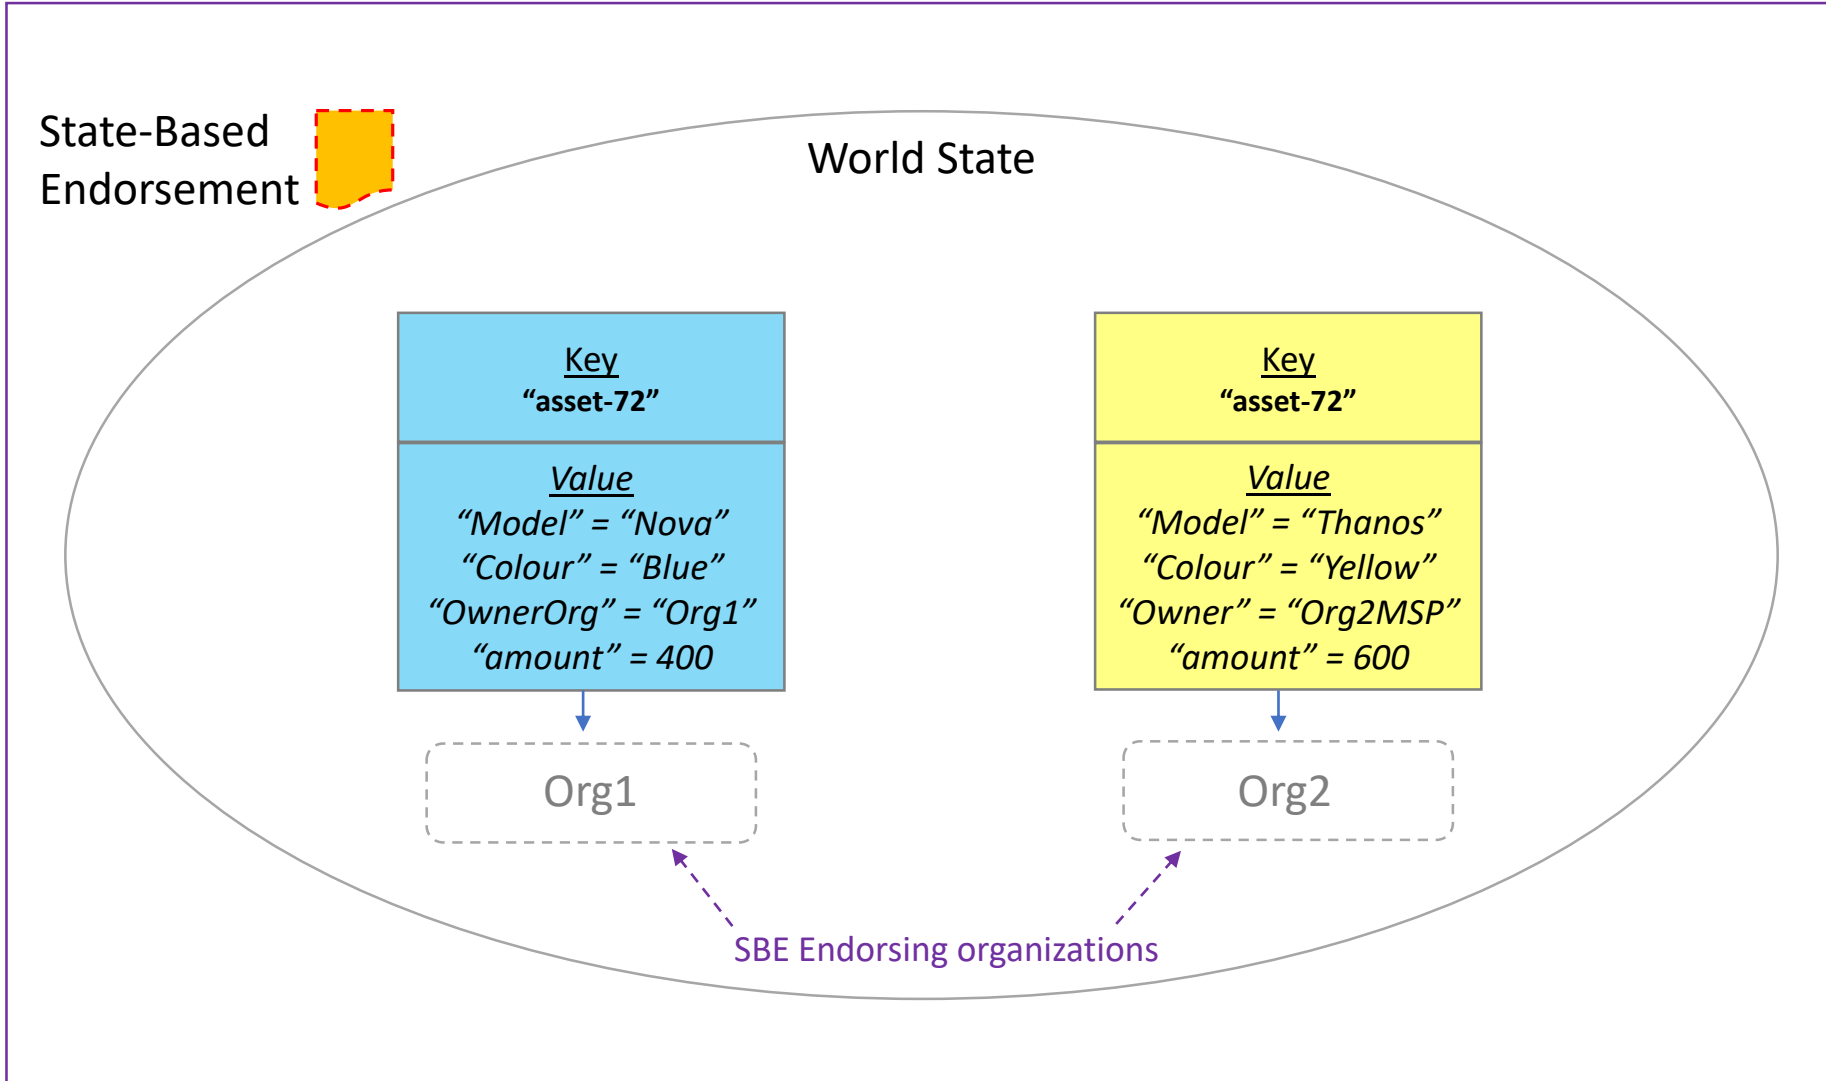 State-Based
Endorsement
World State
Key
“asset-72”
Value
“Model” = “Nova”
“Colour” = “Blue”
“OwnerOrg” = “Org1”
“amount” = 400
Org1
Key
“asset-72”
Value
“Model” = “Thanos”
“Colour” = “Yellow”
“Owner” = “Org2MSP”
“amount” = 600
Org2
SBE Endorsing organizations